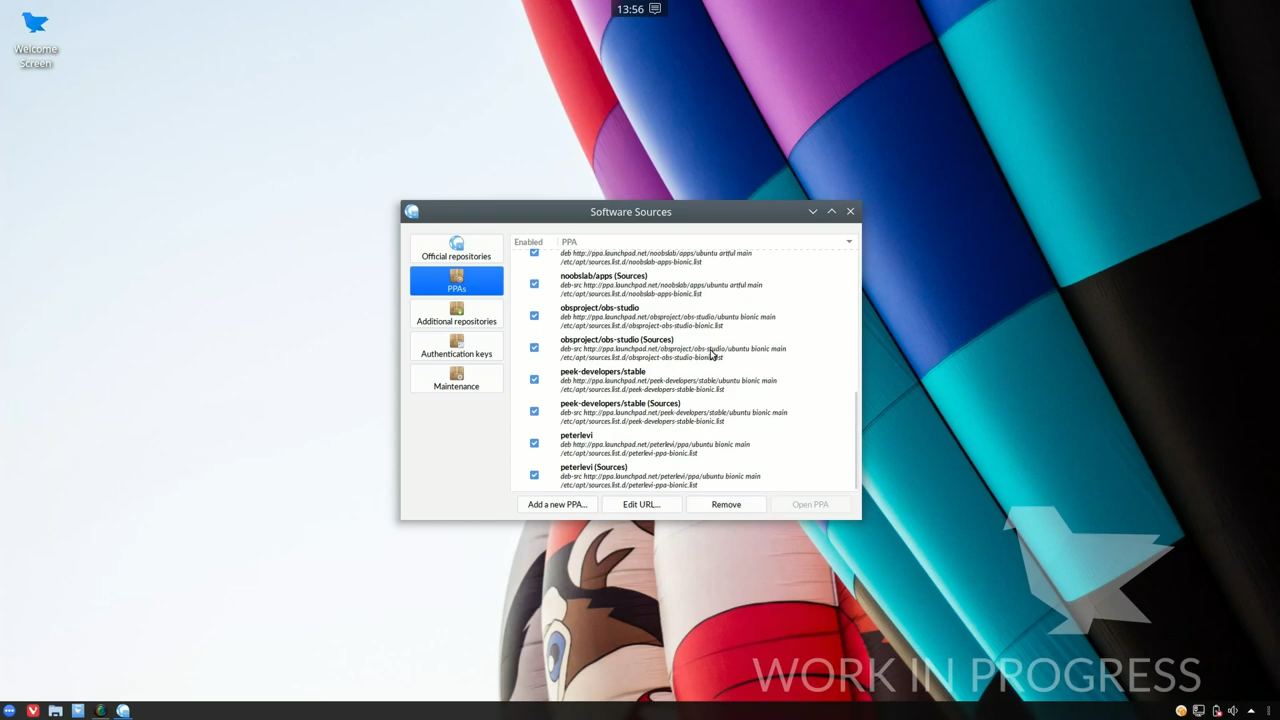 13:56
Welcome
Screen
Software Sources
Official repositories
PPAs
Additional repositories
Authentication keys
Maintenance
Enabled
PPA
deb http://ppa.launchpad.net/noobslab/apps/ubuntu artful main
/etc/apt/sources.list.d/noobslab-apps-bionic.list
noobslab/apps (Sources)
deb-src http://ppa.launchpad.net/noobslab/apps/ubuntu artful main
/etc/apt/sources.list.d/noobslab-apps-bionic.list
obsproject/obs-studio
deb http://ppa.launchpad.net/obsproject/obs-studio/ubuntu bionic main
/etc/apt/sources.list.d/obsproject-obs-studio-bionic.list
obsproject/obs-studio (Sources)
deb-src http://ppa.launchpad.net/obsproject/obs-studio/ubuntu bionic main
/etc/apt/sources.list.d/obsproject-obs-studio-bionic.list
peek-developers/stable
deb http://ppa.launchpad.net/peek-developers/stable/ubuntu bionic main
/etc/apt/sources.list.d/peek-developers-stable-bionic.list
peek-developers/stable (Sources)
deb-src http://ppa.launchpad.net/peek-developers/stable/ubuntu bionic main
/etc/apt/sources.list.d/peek-developers-stable-bionic.list
peterlevi
deb http://ppa.launchpad.net/peterlevi/ppa/ubuntu bionic main
/etc/apt/sources.list.d/peterlevi-ppa-bionic.list
peterlevi (Sources)
deb-src http://ppa.launchpad.net/peterlevi/ppa/ubuntu bionic main
/etc/apt/sources.list.d/peterlevi-ppa-bionic.list
Add a new PPA...
Edit URL...
Remove
Open PPA
WORK IN PROGRESS